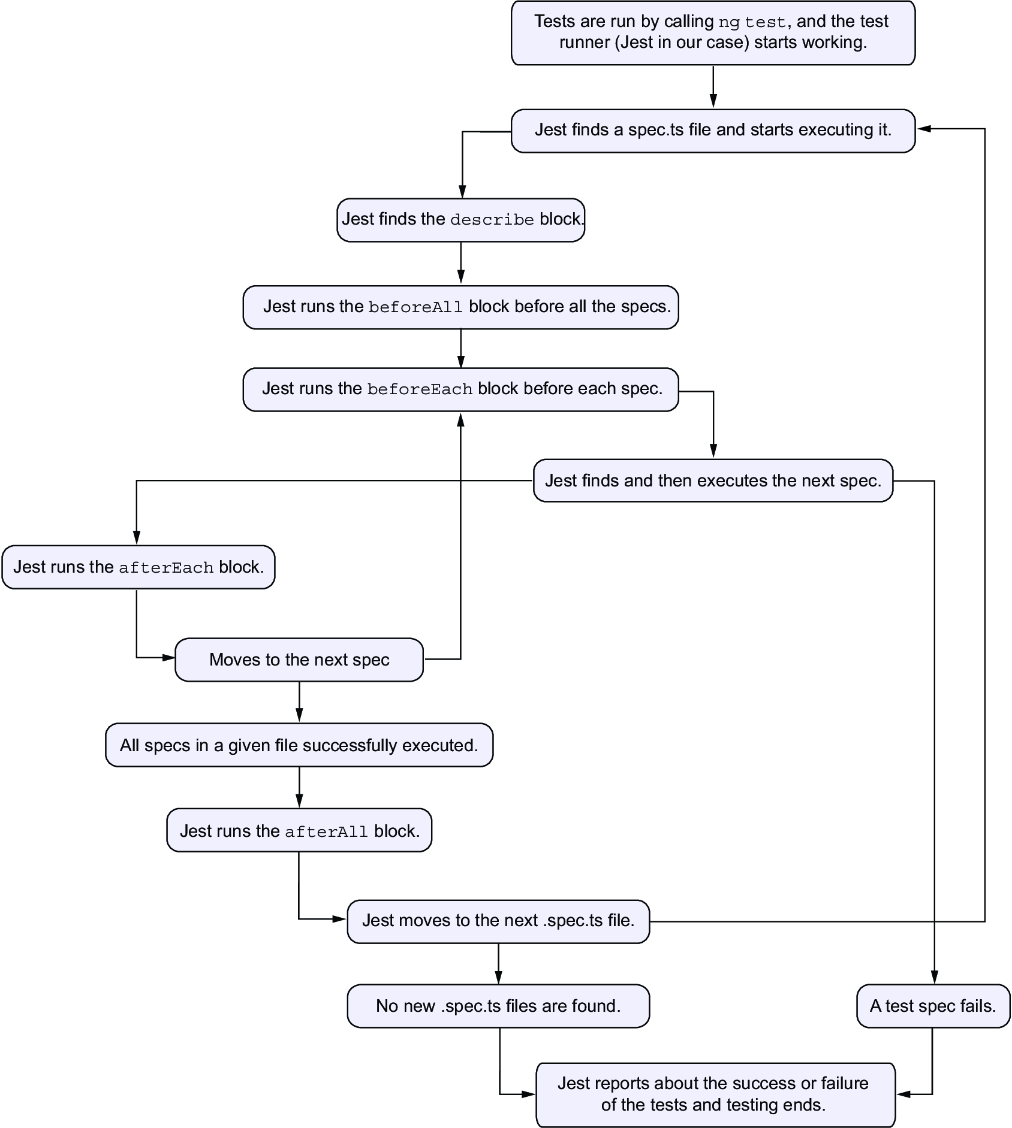 Tests are run by calling ng test, and the test
runner (Jest in our case) starts working.
Jest finds a spec.ts file and starts executing it.
Jest finds the describe block.
Jest runs the beforeAll block before all the specs.
Jest runs the beforeEach block before each spec.
Jest finds and then executes the next spec.
Jest runs the afterEach block.
Moves to the next spec
All specs in a given file successfully executed.
Jest runs the afterAll block.
Jest moves to the next .spec.ts file.
No new .spec.ts files are found.
A test spec fails.
Jest reports about the success or failure
of the tests and testing ends.